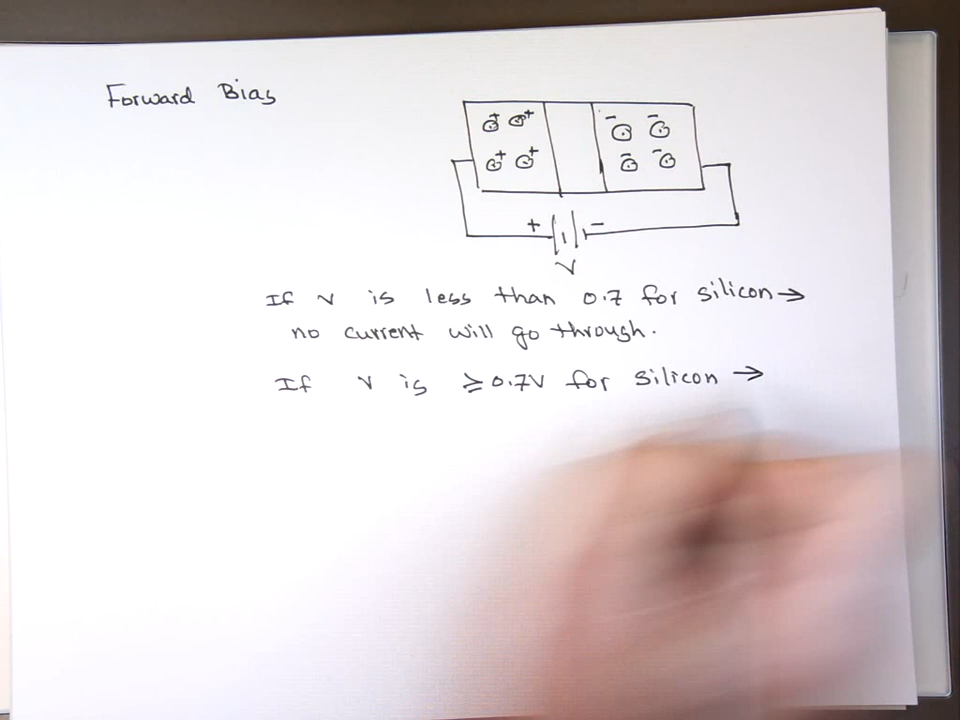 Forward Bias
+ +
+ +
- -
- -
+ -
V
If v is less than 0.7 for silicon →
no current will go through.
If v is ≥ 0.7V for silicon →